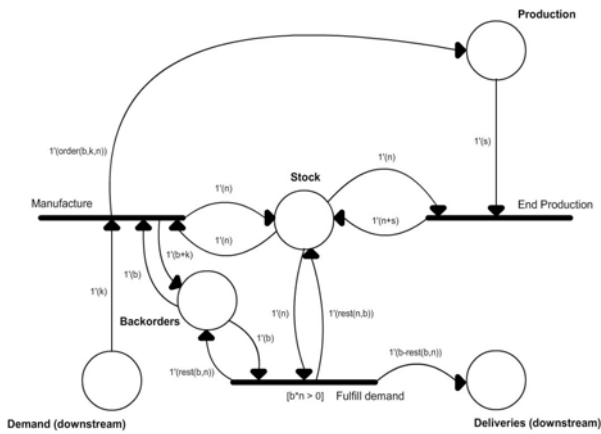 Production
1'(s)
1'(order(b,k,n))
Stock
1'(n)
Manufacture
1'(n)
End Production
1'(n+s)
1'(n)
1'(b+k)
1'(b)
1'(k)
1'(n)
1'(rest(n,b))
Backorders
1'(b)
1'(rest(b,n))
1'(b-rest(b,n))
[b*n > 0]
Fulfill demand
Demand (downstream)
Deliveries (downstream)